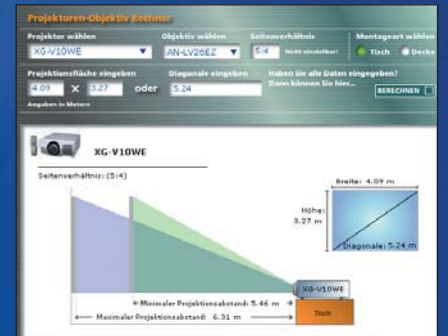 Projektoren-Objektiv Rechner
Projektor wählen Objektiv wählen Seitenverhältnis Montageart wählen
XG-V10WE AN-LV26EZ 5:4 Nicht einstellbar! Tisch Decke
Projektionsfläche eingeben Diagonale eingeben Haben Sie alle Daten eingegeben?
Dann können Sie hier...
4.09 X 3.27 oder 5.24 BERECHNEN
Angaben in Metern
XG-V10WE
Seitenverhältnis: (5:4)
Breite: 4.09 m
Höhe:
3.27 m
Diagonale: 5.24 m
XG-V10WE
Minimaler Projektionsabstand: 5.46 m
Tisch
Maximaler Projektionsabstand: 6.31 m